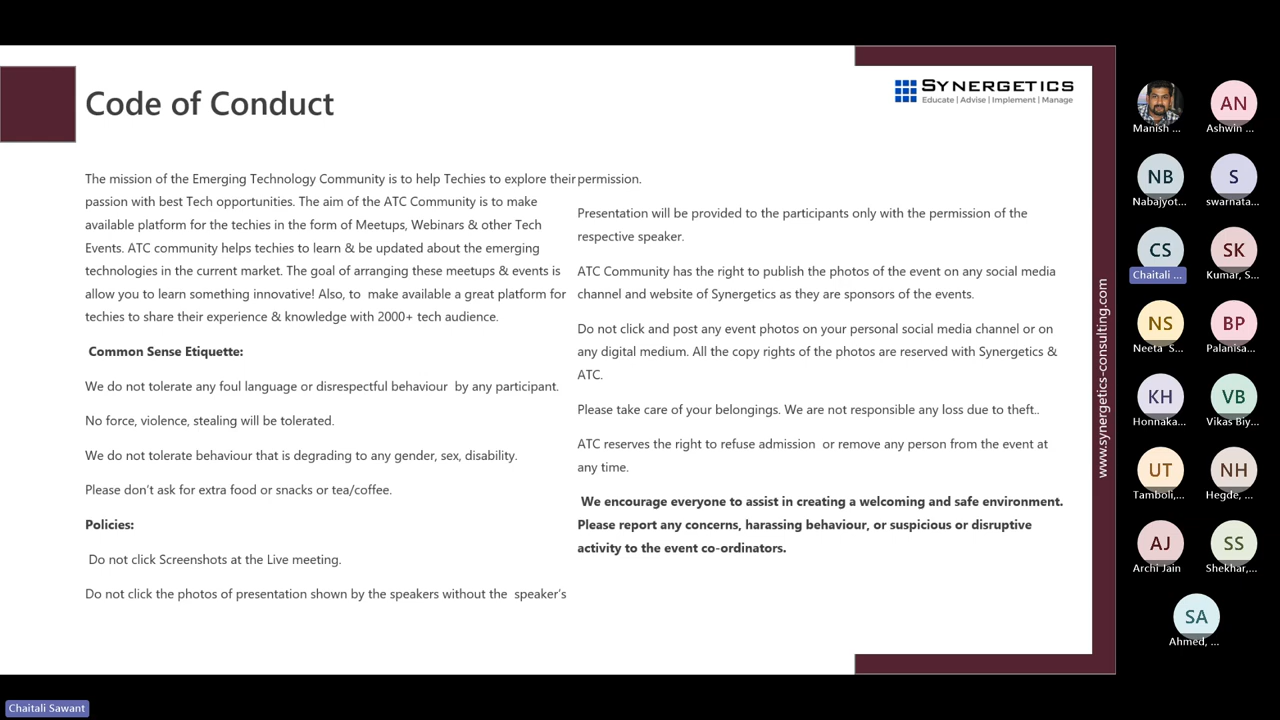 Code of Conduct
SYNERGETICS
Educate | Advise | Implement | Manage
The mission of the Emerging Technology Community is to help Techies to explore their
passion with best Tech opportunities. The aim of the ATC Community is to make
available platform for the techies in the form of Meetups, Webinars & other Tech
Events. ATC community helps techies to learn & be updated about the emerging
technologies in the current market. The goal of arranging these meetups & events is
allow you to learn something innovative! Also, to  make available a great platform for
techies to share their experience & knowledge with 2000+ tech audience.
Common Sense Etiquette:
We do not tolerate any foul language or disrespectful behaviour  by any participant.
No force, violence, stealing will be tolerated.
We do not tolerate behaviour that is degrading to any gender, sex, disability.
Please don't ask for extra food or snacks or tea/coffee.
Policies:
Do not click Screenshots at the Live meeting.
Do not click the photos of presentation shown by the speakers without the  speaker's
permission.
Presentation will be provided to the participants only with the permission of the
respective speaker.
ATC Community has the right to publish the photos of the event on any social media
channel and website of Synergetics as they are sponsors of the events.
Do not click and post any event photos on your personal social media channel or on
any digital medium. All the copy rights of the photos are reserved with Synergetics &
ATC.
Please take care of your belongings. We are not responsible any loss due to theft..
ATC reserves the right to refuse admission  or remove any person from the event at
any time.
We encourage everyone to assist in creating a welcoming and safe environment.
Please report any concerns, harassing behaviour, or suspicious or disruptive
activity to the event co-ordinators.
www.synergetics-consulting.com
Manish ...
AN
Ashwin ...
NB
Nabajyot...
S
swarnata...
CS
Chaitali ...
SK
Kumar, S...
NS
Neeta S...
BP
Palanisa...
KH
Honnaka...
VB
Vikas Biy...
UT
Tamboli,...
NH
Hegde, ...
AJ
Archi Jain
SS
Shekhar,...
SA
Ahmed, ...
Chaitali Sawant